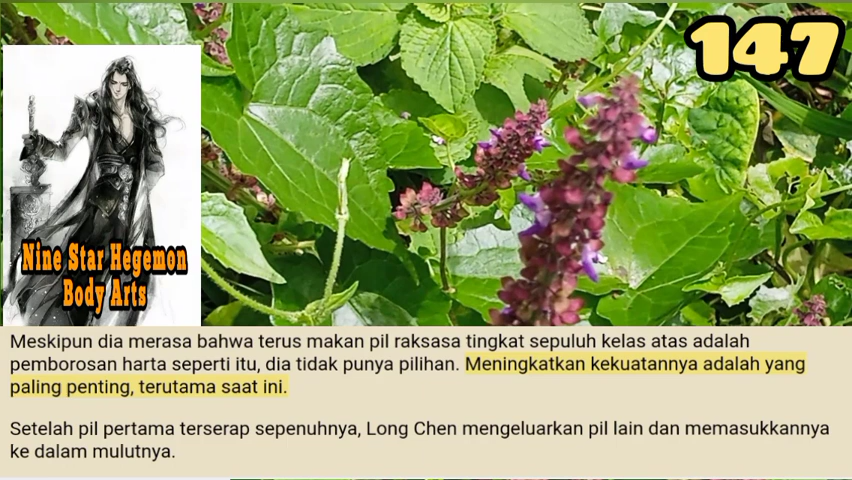 147
Nine Star Hegemon
Body Arts
Meskipun dia merasa bahwa terus makan pil raksasa tingkat sepuluh kelas atas adalah
pemborosan harta seperti itu, dia tidak punya pilihan. Meningkatkan kekuatannya adalah yang
paling penting, terutama saat ini.
Setelah pil pertama terserap sepenuhnya, Long Chen mengeluarkan pil lain dan memasukkannya
ke dalam mulutnya.